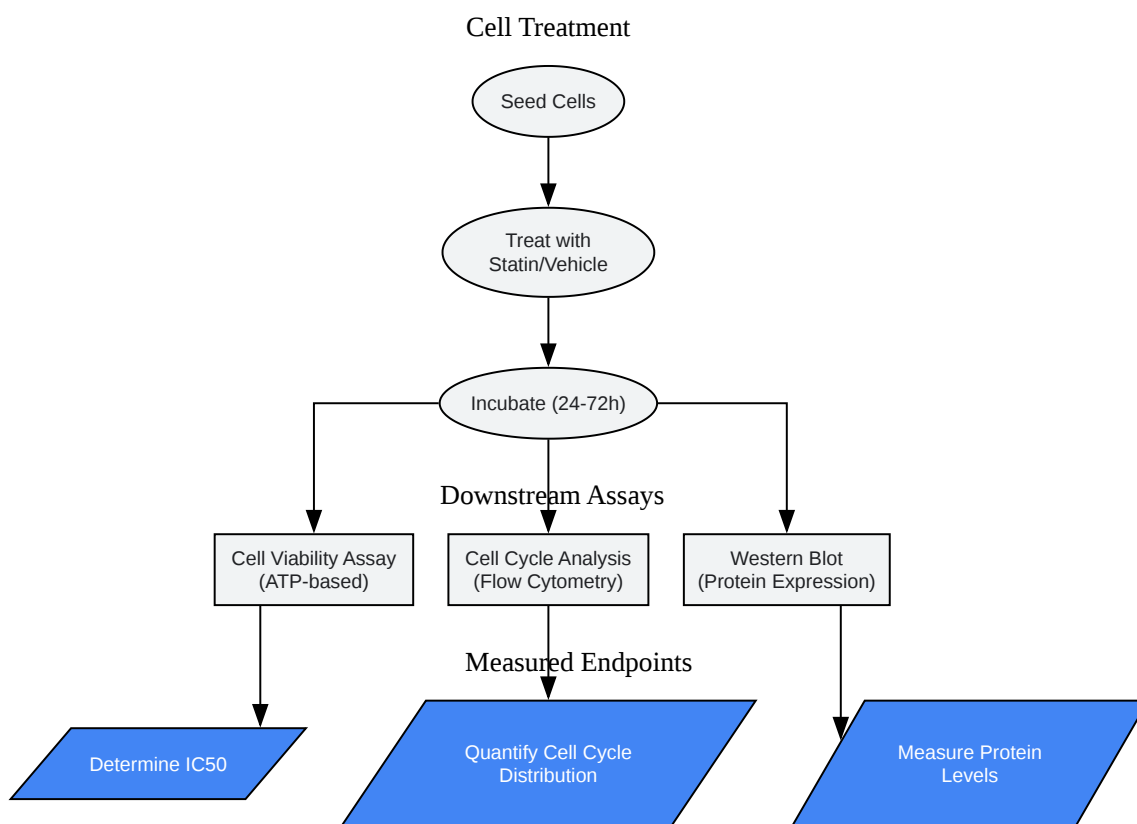 Cell Treatment
Seed Cells
Treat with
Statin/Vehicle
Incubate (24-72h)
Downstream Assays
Cell Viability Assay
(ATP-based)
Cell Cycle Analysis
(Flow Cytometry)
Western Blot
(Protein Expression)
Measured Endpoints
Determine IC50
Quantify Cell Cycle
Distribution
Measure Protein
Levels